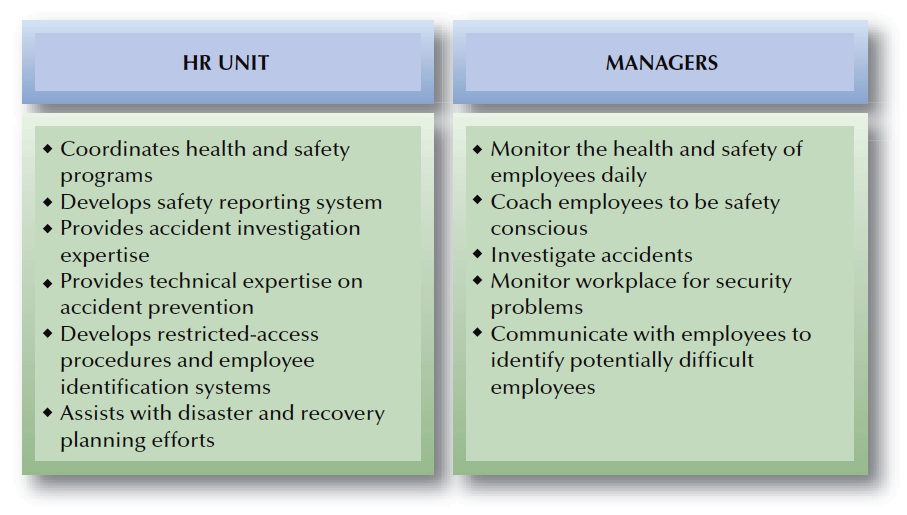 HR UNIT
◆ Coordinates health and safety
programs
◆ Develops safety reporting system
◆ Provides accident investigation
expertise
◆ Provides technical expertise on
accident prevention
◆ Develops restricted-access
procedures and employee
identification systems
◆ Assists with disaster and recovery
planning efforts
MANAGERS
◆ Monitor the health and safety of
employees daily
◆ Coach employees to be safety
conscious
◆ Investigate accidents
◆ Monitor workplace for security
problems
◆ Communicate with employees to
identify potentially difficult
employees